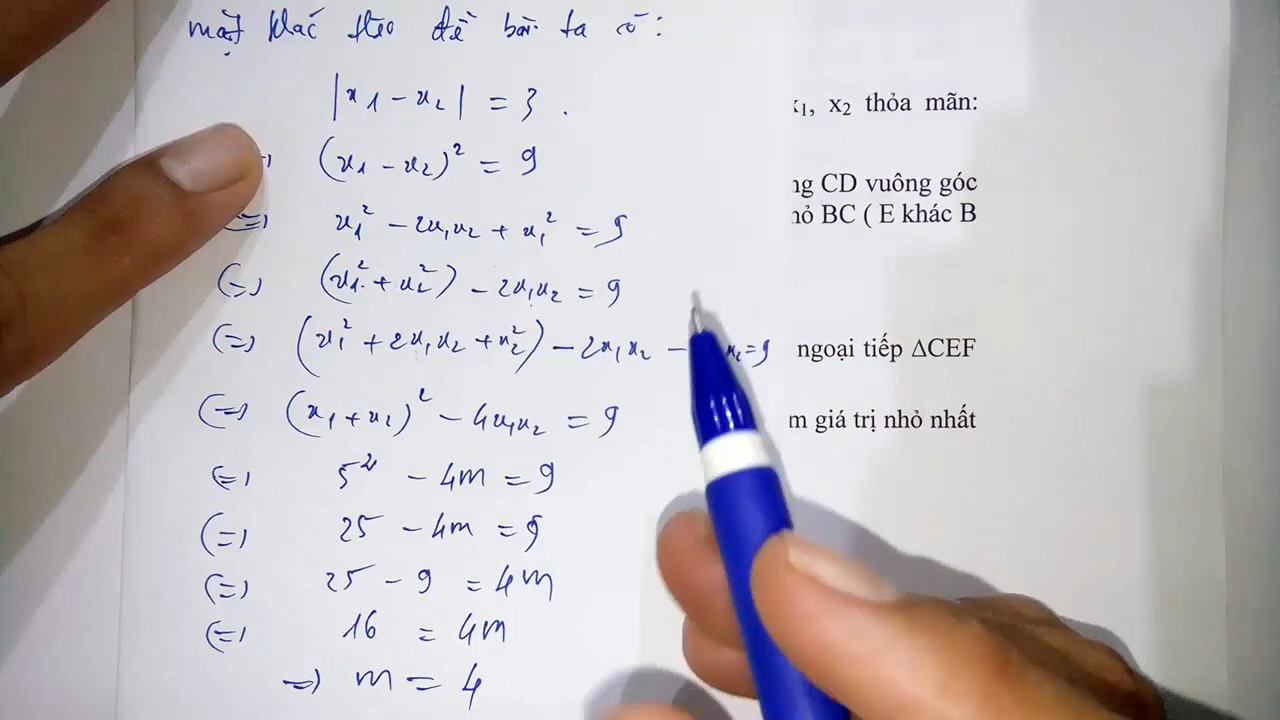 mặt khác theo đề bài ta có:
|x1 - x2| = 3.
(x1 - x2)² = 9
(=) x1² - 2x1x2 + x1² = 9
(=) (x1² + x2²) - 2x1x2 = 9
(=) (x1² + 2x1x2 + x2²) - 2x1x2 - x2 = 9
(=) (x1 + x2)² - 4x1x2 = 9
(=) 5² - 4m = 9
(=) 25 - 4m = 9
(=) 25 - 9 = 4m
(=) 16 = 4m
=) m = 4
x1, x2 thỏa mãn:
ng CD vuông góc
hỏ BC ( E khác B
ngoại tiếp ΔCEF
m giá trị nhỏ nhất